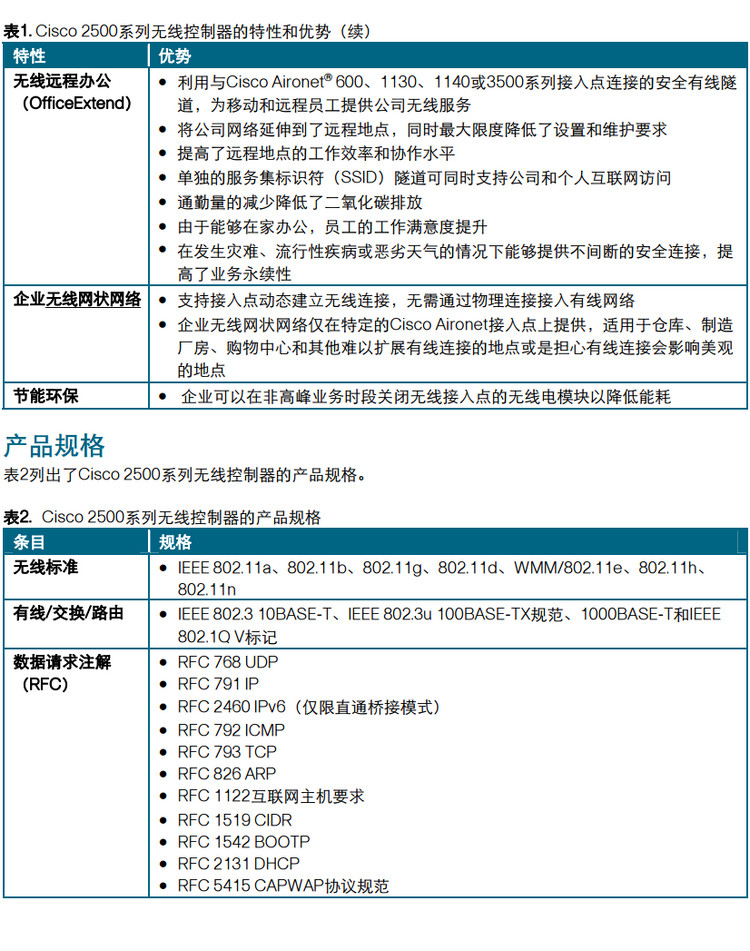 表1. Cisco 2500系列无线控制器的特性和优势（续）
特性 优势
无线远程办公（OfficeExtend）
● 利用与Cisco Aironet® 600、1130、1140或3500系列接入点连接的安全有线隧
道，为移动和远程员工提供公司无线服务
● 将公司网络延伸到了远程地点，同时最大限度降低了设置和维护要求
● 提高了远程地点的工作效率和协作水平
● 单独的服务集标识符（SSID）隧道可同时支持公司和个人互联网访问
● 通勤量的减少降低了二氧化碳排放
● 由于能够在家办公，员工的工作满意度提升
● 在发生灾难、流行性疾病或恶劣天气的情况下能够提供不间断的安全连接，提
高了业务永续性
企业无线网状网络
● 支持接入点动态建立无线连接，无需通过物理连接接入有线网络
● 企业无线网状网络仅在特定的Cisco Aironet接入点上提供，适用于仓库、制造
厂房、购物中心和其他难以扩展有线连接的地点或是担心有线连接会影响美观
的地点
节能环保
● 企业可以在非高峰业务时段关闭无线接入点的无线电模块以降低能耗
产品规格
表2列出了Cisco 2500系列无线控制器的产品规格。
表2. Cisco 2500系列无线控制器的产品规格
条目 规格
无线标准
● IEEE 802.11a、802.11b、802.11g、802.11d、WMM/802.11e、802.11h、
802.11n
有线/交换/路由
● IEEE 802.3 10BASE-T、IEEE 802.3u 100BASE-TX规范、1000BASE-T和IEEE
802.1Q V标记
数据请求注解
（RFC）
● RFC 768 UDP
● RFC 791 IP
● RFC 2460 IPv6（仅限直通桥接模式）
● RFC 792 ICMP
● RFC 793 TCP
● RFC 826 ARP
● RFC 1122互联网主机要求
● RFC 1519 CIDR
● RFC 1542 BOOTP
● RFC 2131 DHCP
● RFC 5415 CAPWAP协议规范